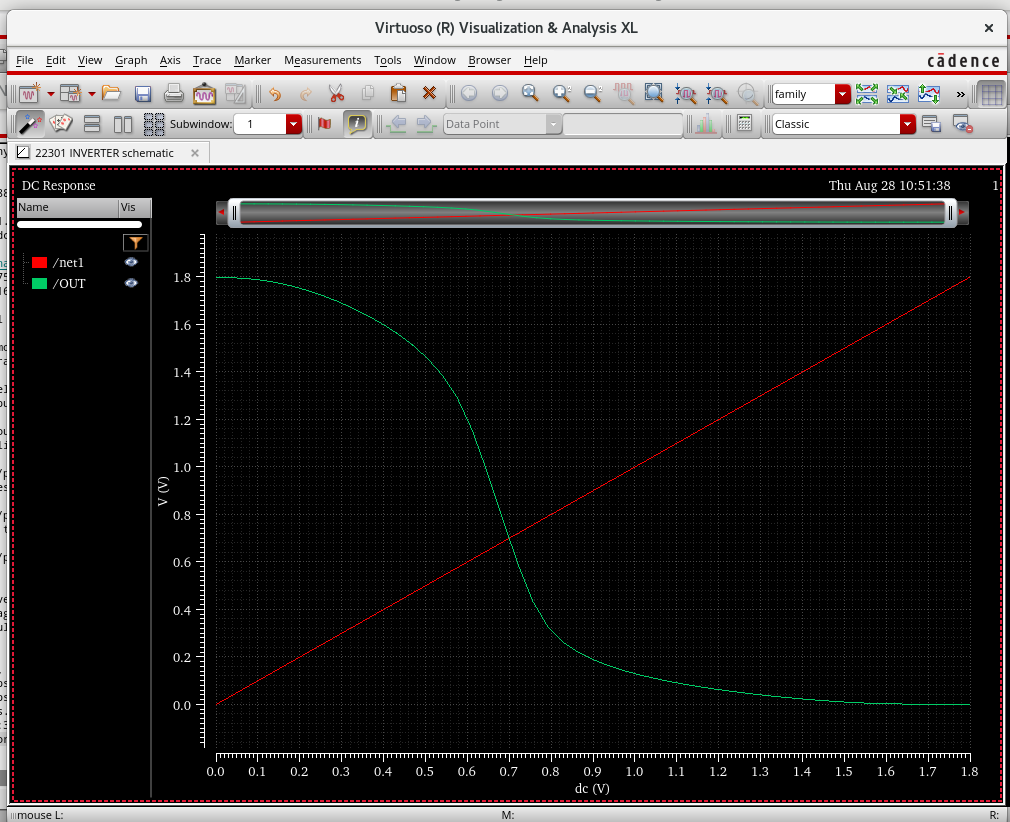 Virtuoso (R) Visualization & Analysis XL
File Edit View Graph Axis Trace Marker Measurements Tools Window Browser Help
cādence
family
Subwindow: 1
Data Point
Classic
22301 INVERTER schematic
DC Response
Thu Aug 28 10:51:38
1
Name Vis
/net1
/OUT
1.8
1.6
1.4
1.2
1.0
0.8
0.6
0.4
0.2
0.0
V (V)
0.0 0.1 0.2 0.3 0.4 0.5 0.6 0.7 0.8 0.9 1.0 1.1 1.2 1.3 1.4 1.5 1.6 1.7 1.8
dc (V)
mouse L: M: R: